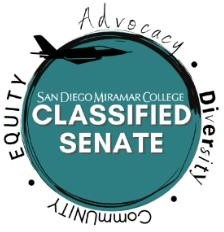 Advocacy
SAN DIEGO MIRAMAR COLLEGE
CLASSIFIED
SENATE
EQUITY
DIversity
CommUNITY